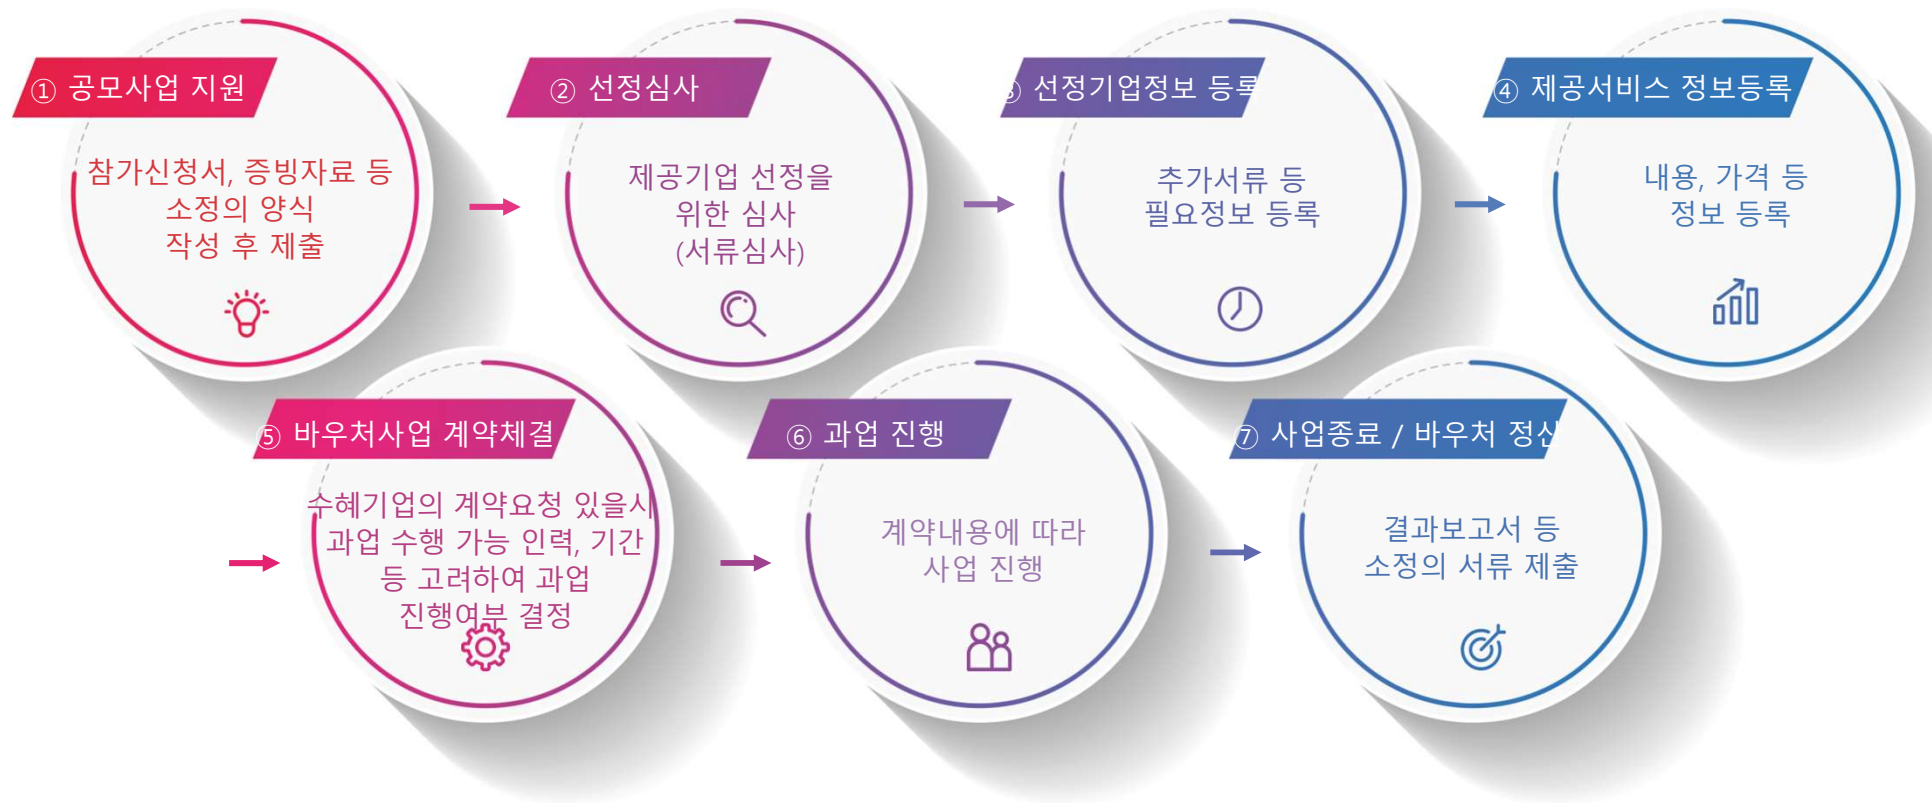 ① 공모사업 지원
참가신청서, 증빙자료 등
소정의 양식
작성 후 제출
② 선정심사
제공기업 선정을
위한 심사
(서류심사)
③ 선정기업정보 등록
추가서류 등
필요정보 등록
④ 제공서비스 정보등록
내용, 가격 등
정보 등록
⑤ 바우처사업 계약체결
수혜기업의 계약요청 있을시
과업 수행 가능 인력, 기간
등 고려하여 과업
진행여부 결정
⑥ 과업 진행
계약내용에 따라
사업 진행
⑦ 사업종료 / 바우처 정산
결과보고서 등
소정의 서류 제출